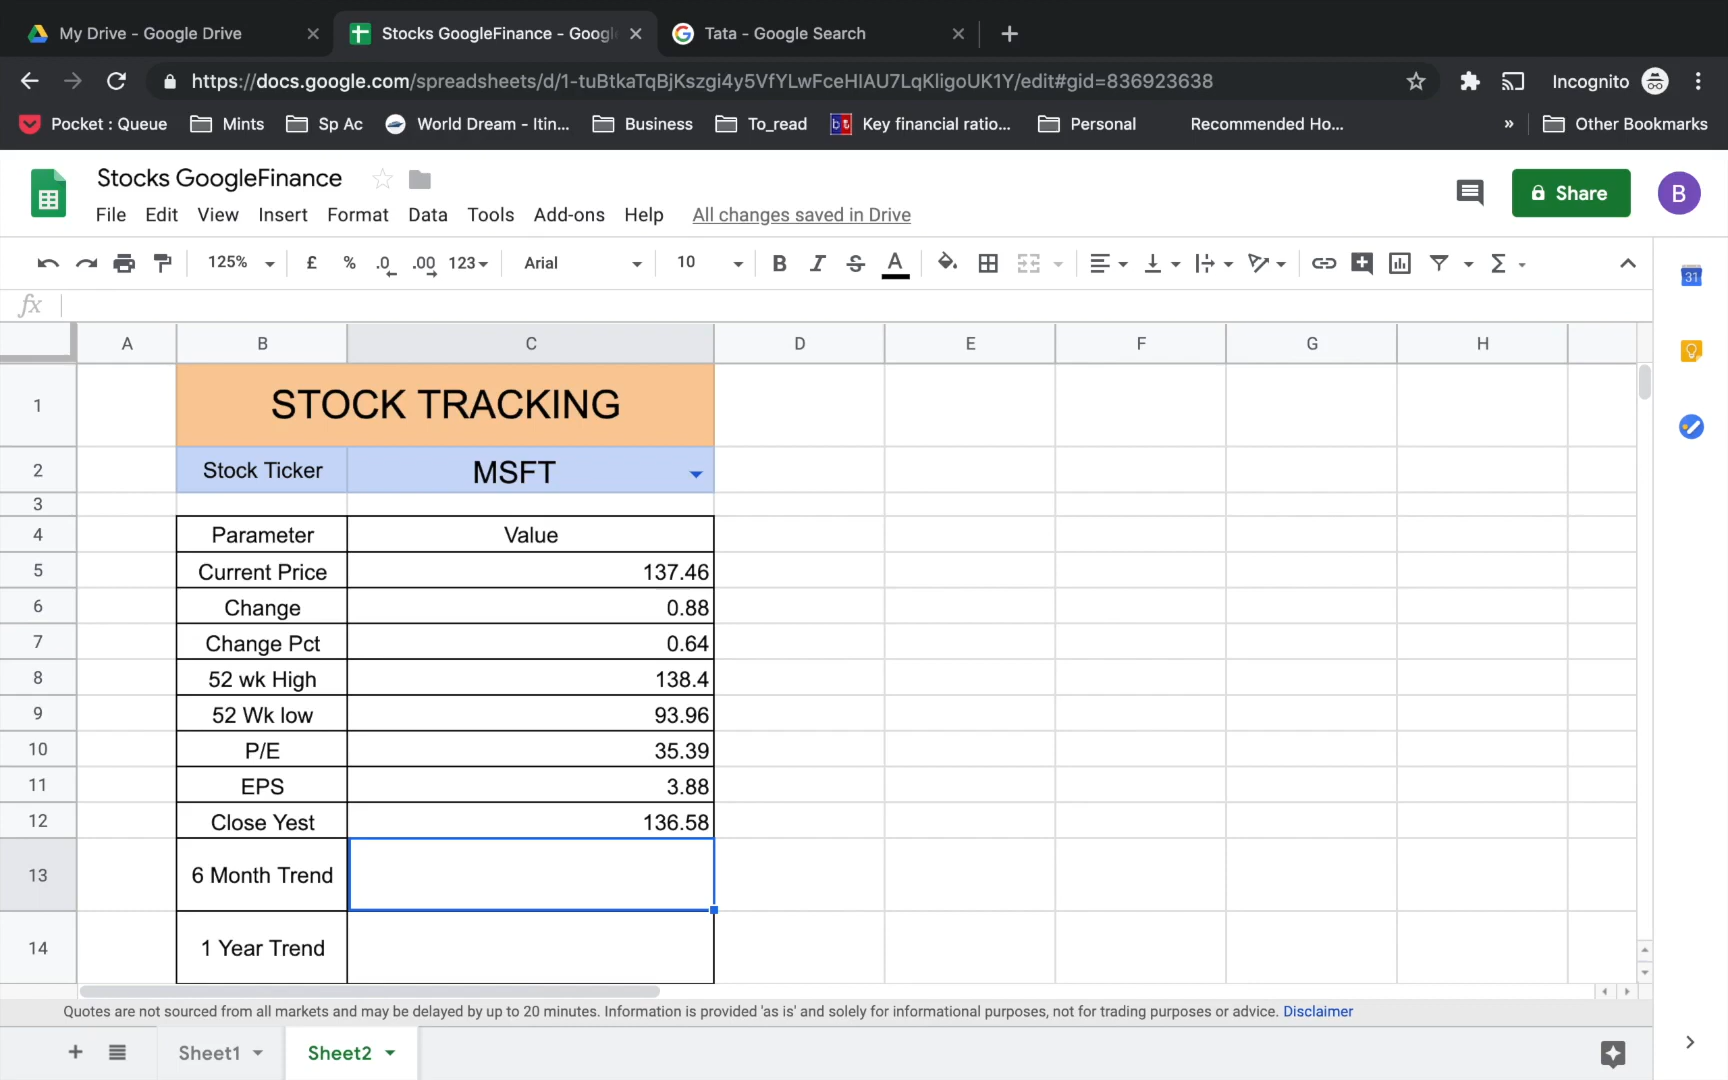 My Drive - Google Drive
Stocks GoogleFinance - Googl
Tata - Google Search
https://docs.google.com/spreadsheets/d/1-tuBtkaTqBjKszgi4y5VfYLwFceHIAU7LqKligoUK1Y/edit#gid=836923638
Incognito
Pocket : Queue
Mints
Sp Ac
World Dream - Itin...
Business
To_read
Key financial ratio...
Personal
Recommended Ho...
»
Other Bookmarks
Stocks GoogleFinance
File Edit View Insert Format Data Tools Add-ons Help All changes saved in Drive
Share
B
125% £ % .0 .00 123 Arial 10 B I S A Σ
31
fx
A B C D E F G H
1 STOCK TRACKING
2 Stock Ticker MSFT
3
4 Parameter Value
5 Current Price 137.46
6 Change 0.88
7 Change Pct 0.64
8 52 wk High 138.4
9 52 Wk low 93.96
10 P/E 35.39
11 EPS 3.88
12 Close Yest 136.58
13 6 Month Trend
14 1 Year Trend
Quotes are not sourced from all markets and may be delayed by up to 20 minutes. Information is provided 'as is' and solely for informational purposes, not for trading purposes or advice. Disclaimer
+ Sheet1 Sheet2